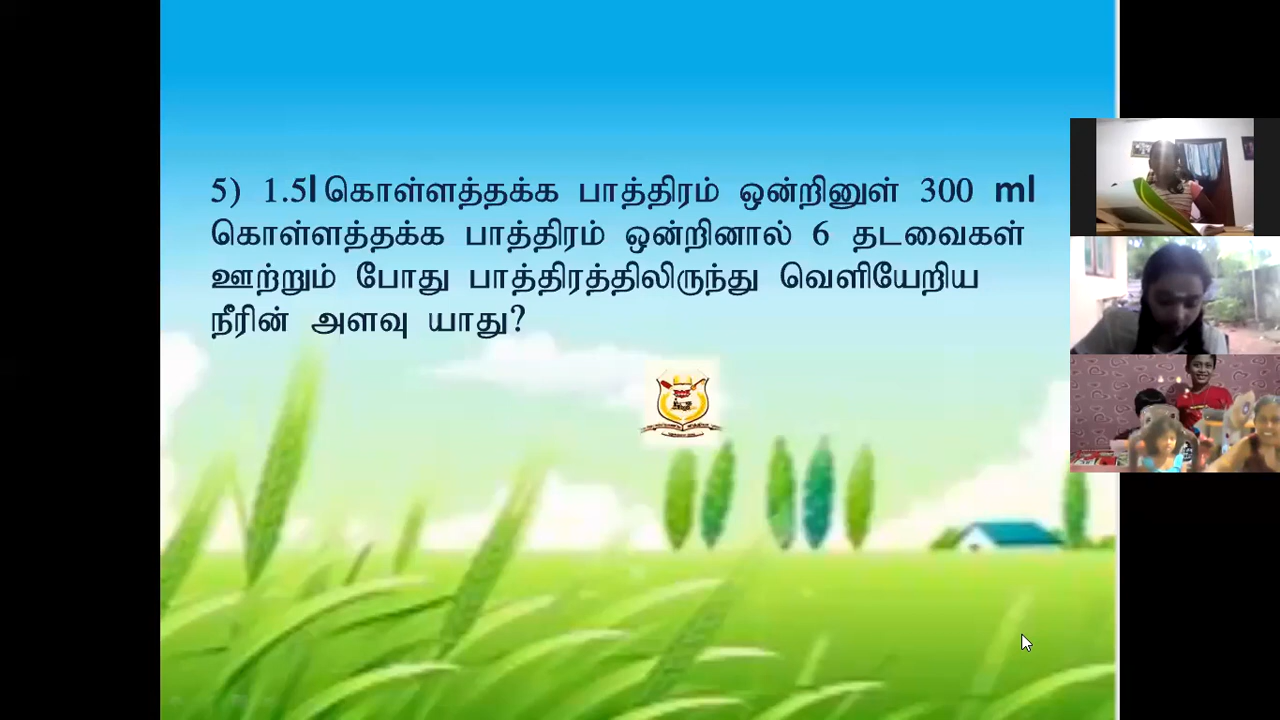 5) 1.5l கொள்ளத்தக்க பாத்திரம் ஒன்றினுள் 300 ml
கொள்ளத்தக்க பாத்திரம் ஒன்றினால் 6 தடவைகள்
ஊற்றும் போது பாத்திரத்திலிருந்து வெளியேறிய
நீரின் அளவு யாது?